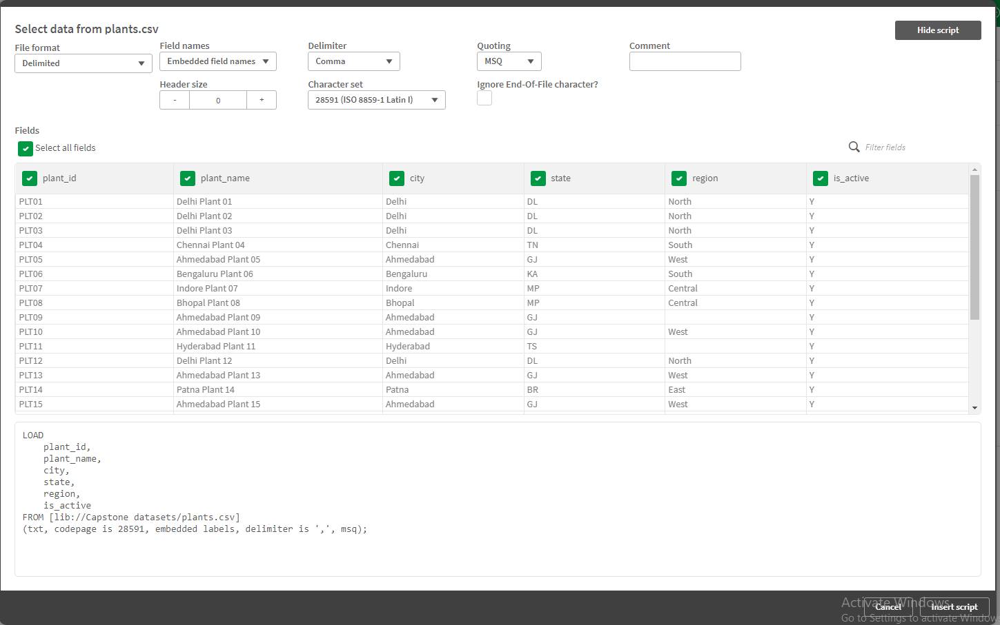 Select data from plants.csv
Hide script
File format
Field names
Delimiter
Quoting
Comment
Delimited
Embedded field names
Comma
MSQ
Header size
Character set
Ignore End-Of-File character?
- 0 +
28591 (ISO 8859-1 Latin I)
Fields
Select all fields
Filter fields
plant_id plant_name city state region is_active
PLT01 Delhi Plant 01 Delhi DL North Y
PLT02 Delhi Plant 02 Delhi DL North Y
PLT03 Delhi Plant 03 Delhi DL North Y
PLT04 Chennai Plant 04 Chennai TN South Y
PLT05 Ahmedabad Plant 05 Ahmedabad GJ West Y
PLT06 Bengaluru Plant 06 Bengaluru KA South Y
PLT07 Indore Plant 07 Indore MP Central Y
PLT08 Bhopal Plant 08 Bhopal MP Central Y
PLT09 Ahmedabad Plant 09 Ahmedabad GJ Y
PLT10 Ahmedabad Plant 10 Ahmedabad GJ West Y
PLT11 Hyderabad Plant 11 Hyderabad TS Y
PLT12 Delhi Plant 12 Delhi DL North Y
PLT13 Ahmedabad Plant 13 Ahmedabad GJ West Y
PLT14 Patna Plant 14 Patna BR East Y
PLT15 Ahmedabad Plant 15 Ahmedabad GJ West Y
LOAD
plant_id,
plant_name,
city,
state,
region,
is_active
FROM [lib://Capstone datasets/plants.csv]
(txt, codepage is 28591, embedded labels, delimiter is ',', msq);
Activate Windows
Cancel
Insert script
Go to Settings to activate Window